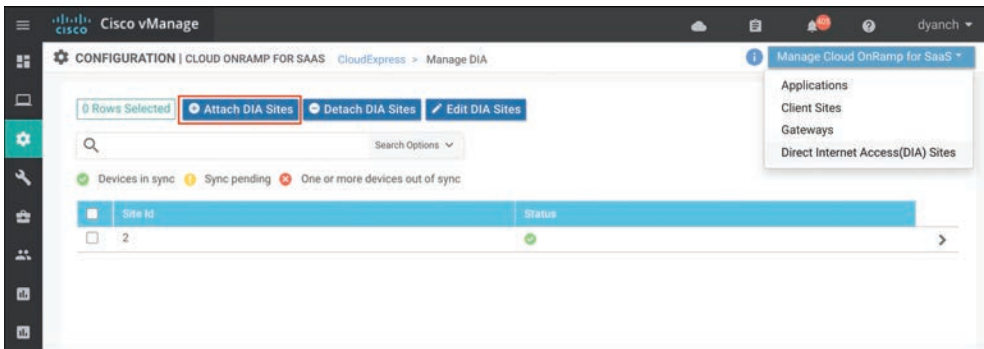 cisco Cisco vManage 605 dyanch
CONFIGURATION | CLOUD ONRAMP FOR SAAS CloudExpress > Manage DIA Manage Cloud OnRamp for SaaS
Applications
Client Sites
Gateways
Direct Internet Access(DIA) Sites
0 Rows Selected Attach DIA Sites Detach DIA Sites Edit DIA Sites
Search Options
Devices in sync Sync pending One or more devices out of sync
Site Id Status
2